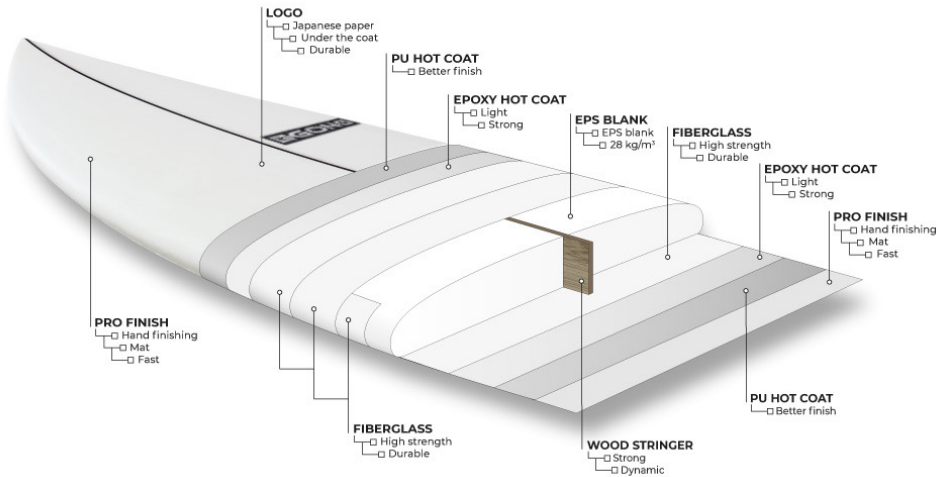 LOGO
Japanese paper
Under the coat
Durable
PU HOT COAT
Better finish
EPOXY HOT COAT
Light
Strong
EPS BLANK
EPS blank
28 kg/m³
FIBERGLASS
High strength
Durable
EPOXY HOT COAT
Light
Strong
PRO FINISH
Hand finishing
Mat
Fast
PRO FINISH
Hand finishing
Mat
Fast
FIBERGLASS
High strength
Durable
WOOD STRINGER
Strong
Dynamic
PU HOT COAT
Better finish